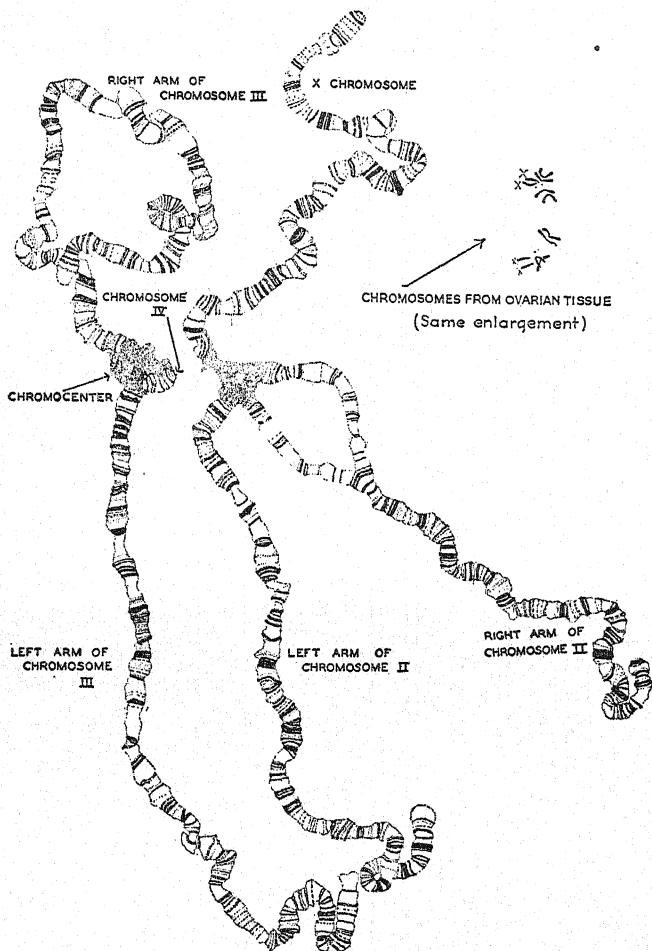 RIGHT ARM OF
CHROMOSOME III
X CHROMOSOME
X
X
CHROMOSOMES FROM OVARIAN TISSUE
(Same enlargement)
CHROMOSOME
IV
CHROMOCENTER
LEFT ARM OF
CHROMOSOME
III
LEFT ARM OF
CHROMOSOME II
RIGHT ARM OF
CHROMOSOME II